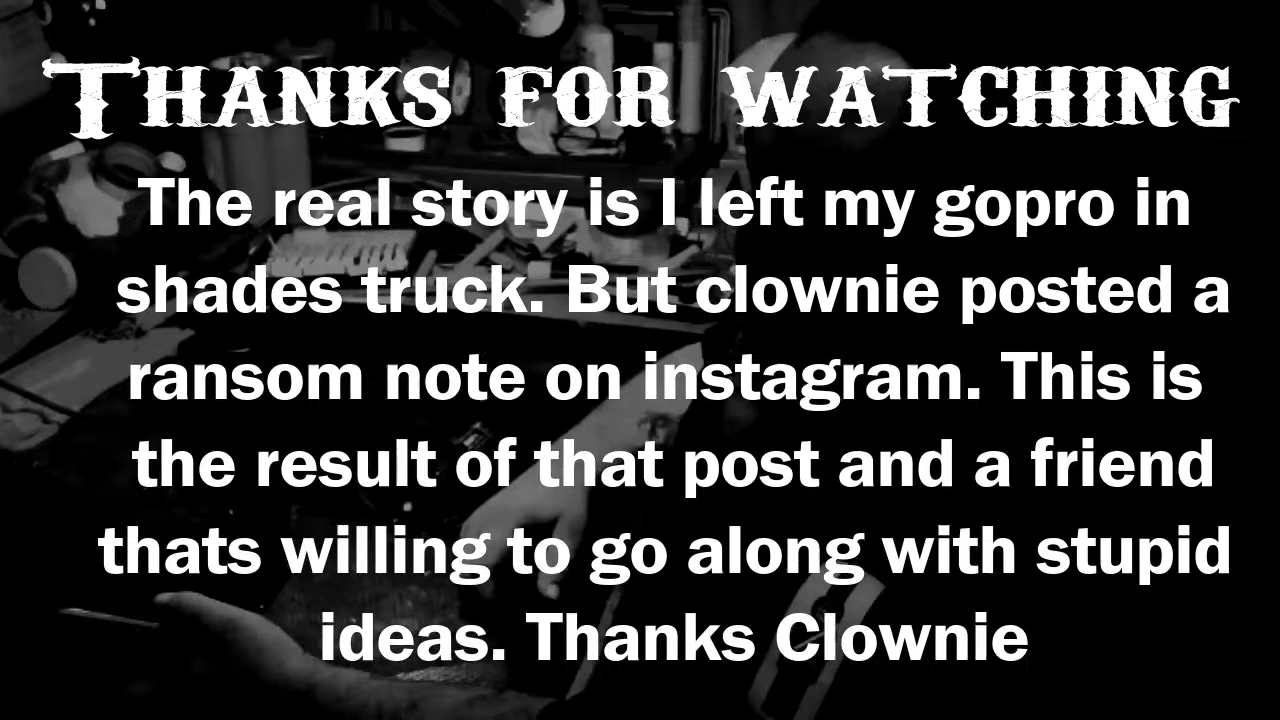 Thanks for watching
The real story is I left my gopro in
shades truck. But clownie posted a
ransom note on instagram. This is
the result of that post and a friend
thats willing to go along with stupid
ideas. Thanks Clownie